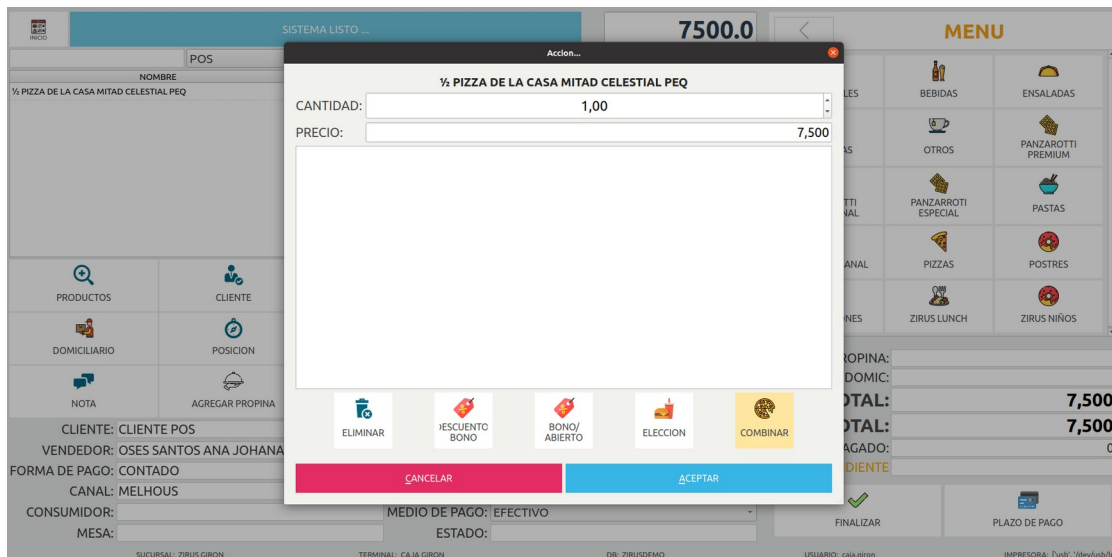 INICIO
SISTEMA LISTO ...
7500.0
MENU
POS
NOMBRE
½ PIZZA DE LA CASA MITAD CELESTIAL PEQ
Accion...
½ PIZZA DE LA CASA MITAD CELESTIAL PEQ
CANTIDAD: 1,00
PRECIO: 7,500
ELIMINAR
DESCUENTO BONO
BONO/ ABIERTO
ELECCION
COMBINAR
CANCELAR
ACEPTAR
BEBIDAS
ENSALADAS
OTROS
PANZAROTTI PREMIUM
PANZARROTI ESPECIAL
PASTAS
PIZZAS
POSTRES
ZIRUS LUNCH
ZIRUS NIÑOS
PRODUCTOS
CLIENTE
DOMICILIARIO
POSICION
NOTA
AGREGAR PROPINA
CLIENTE: CLIENTE POS
VENDEDOR: OSES SANTOS ANA JOHANA
FORMA DE PAGO: CONTADO
CANAL: MELHOUS
CONSUMIDOR:
MEDIO DE PAGO: EFECTIVO
MESA:
ESTADO:
7,500
7,500
FINALIZAR
PLAZO DE PAGO
SUCURSAL: ZIRUS GIRON
TERMINAL: CAJA GIRON
DB: ZIRUSDEMO
USUARIO: caja.giron